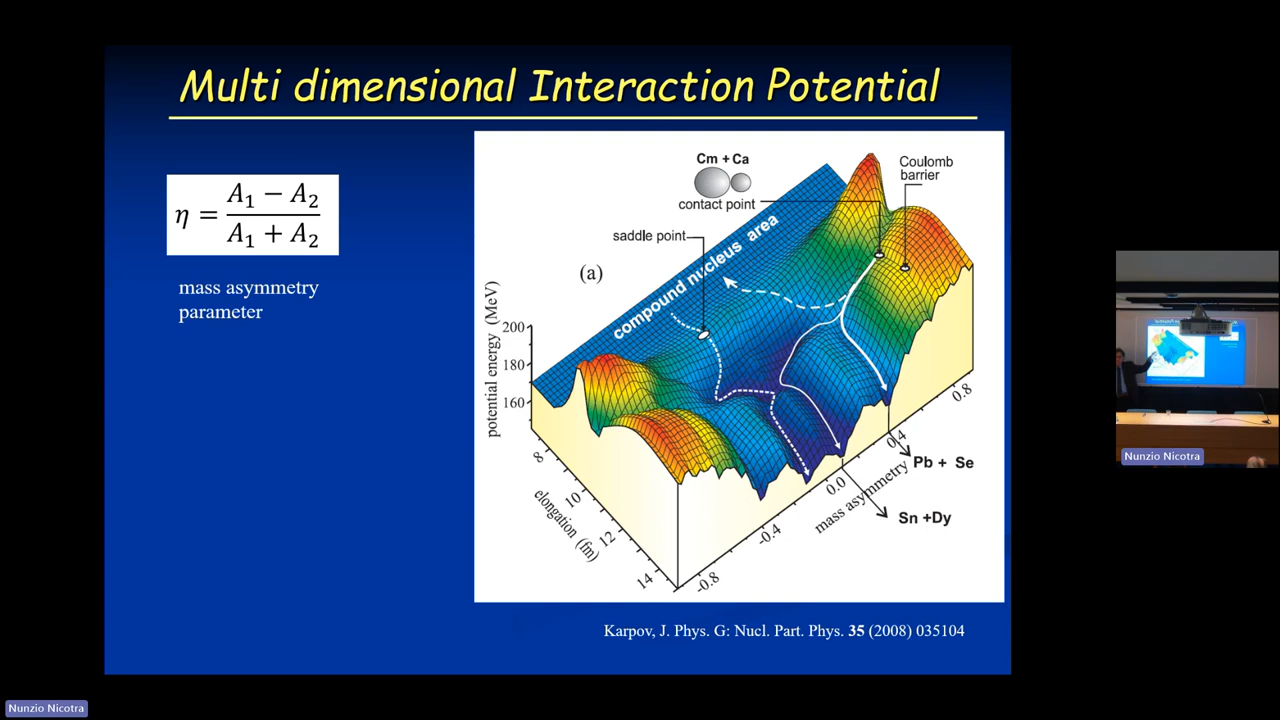 Multi dimensional Interaction Potential
η = A₁ − A₂ / A₁ + A₂
mass asymmetry
parameter
Cm + Ca
contact point
Coulomb
barrier
saddle point
(a)
compound nucleus area
potential energy (MeV)
200
180
160
8
10
12
14
elongation (fm)
-0.8
-0.4
0.0
0.4
0.8
mass asymmetry
Pb + Se
Sn +Dy
Karpov, J. Phys. G: Nucl. Part. Phys. 35 (2008) 035104
Nunzio Nicotra
Nunzio Nicotra